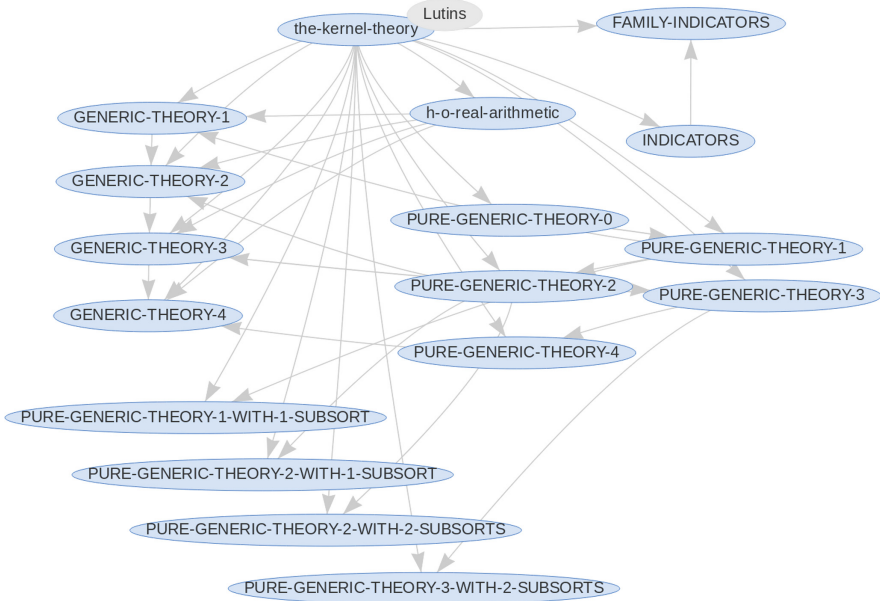 Lutins
the-kernel-theory
FAMILY-INDICATORS
GENERIC-THEORY-1
h-o-real-arithmetic
INDICATORS
GENERIC-THEORY-2
PURE-GENERIC-THEORY-0
GENERIC-THEORY-3
PURE-GENERIC-THEORY-1
PURE-GENERIC-THEORY-2
PURE-GENERIC-THEORY-3
GENERIC-THEORY-4
PURE-GENERIC-THEORY-4
PURE-GENERIC-THEORY-1-WITH-1-SUBSORT
PURE-GENERIC-THEORY-2-WITH-1-SUBSORT
PURE-GENERIC-THEORY-2-WITH-2-SUBSORTS
PURE-GENERIC-THEORY-3-WITH-2-SUBSORTS